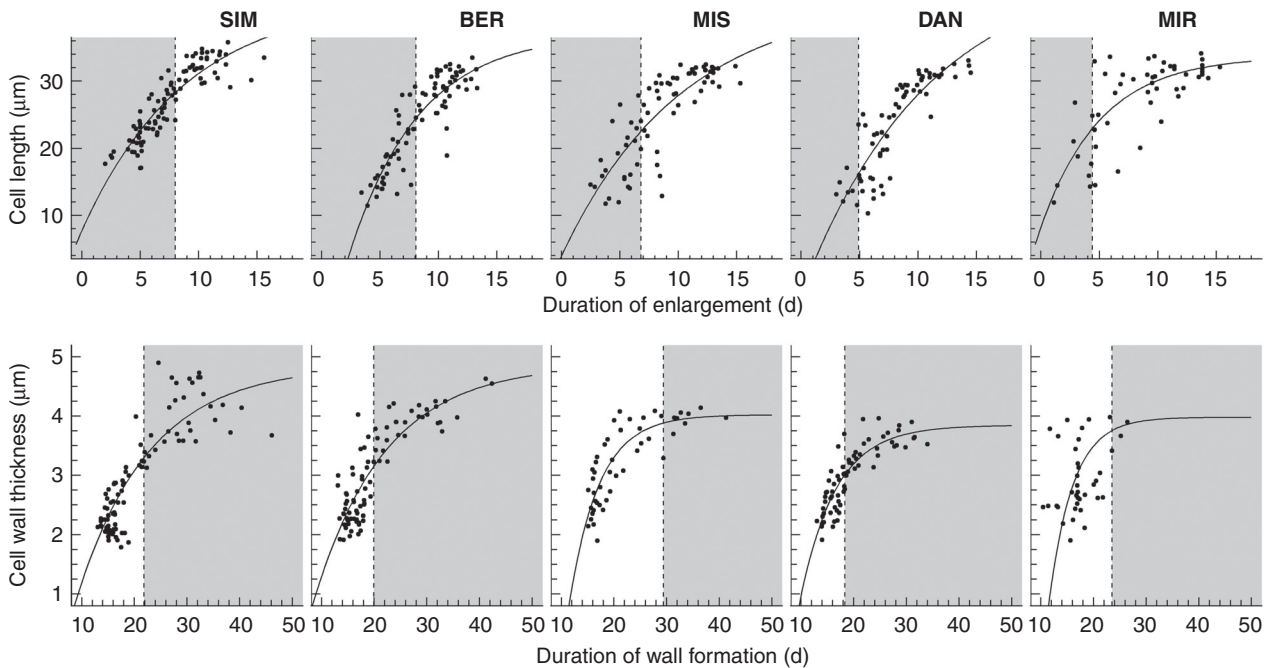 SIM BER MIS DAN MIR
Cell length (μm)
30
20
10
0 5 10 15 0 5 10 15 0 5 10 15 0 5 10 15 0 5 10 15
Duration of enlargement (d)
Cell wall thickness (μm)
5
4
3
2
1
10 20 30 40 50 10 20 30 40 50 10 20 30 40 50 10 20 30 40 50 10 20 30 40 50
Duration of wall formation (d)